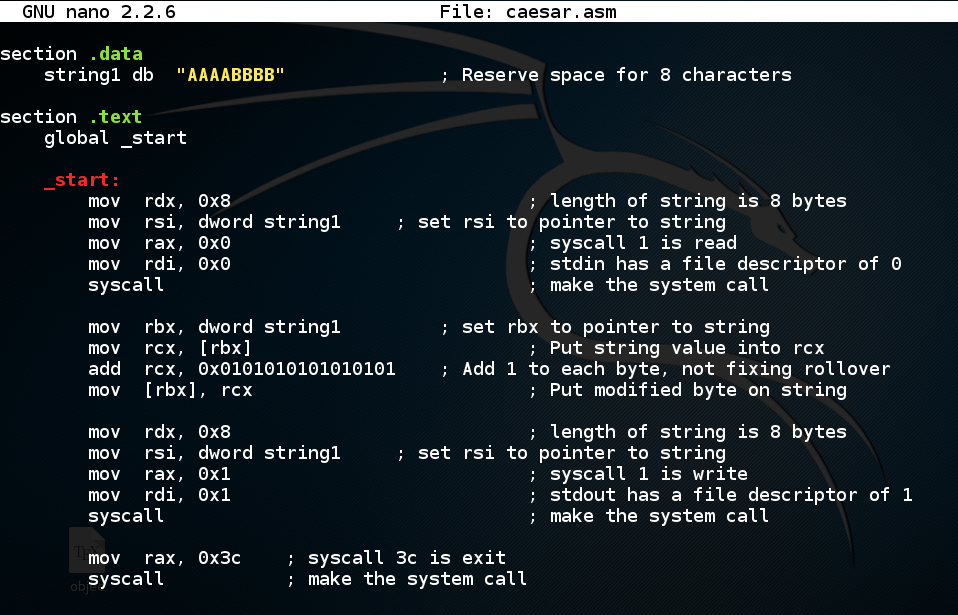 GNU nano 2.2.6 File: caesar.asm
section .data
string1 db "AAAABBBB" ; Reserve space for 8 characters
section .text
global _start
_start:
mov rdx, 0x8 ; length of string is 8 bytes
mov rsi, dword string1 ; set rsi to pointer to string
mov rax, 0x0 ; syscall 1 is read
mov rdi, 0x0 ; stdin has a file descriptor of 0
syscall ; make the system call
mov rbx, dword string1 ; set rbx to pointer to string
mov rcx, [rbx] ; Put string value into rcx
add rcx, 0x0101010101010101 ; Add 1 to each byte, not fixing rollover
mov [rbx], rcx ; Put modified byte on string
mov rdx, 0x8 ; length of string is 8 bytes
mov rsi, dword string1 ; set rsi to pointer to string
mov rax, 0x1 ; syscall 1 is write
mov rdi, 0x1 ; stdout has a file descriptor of 1
syscall ; make the system call
mov rax, 0x3c ; syscall 3c is exit
syscall ; make the system call